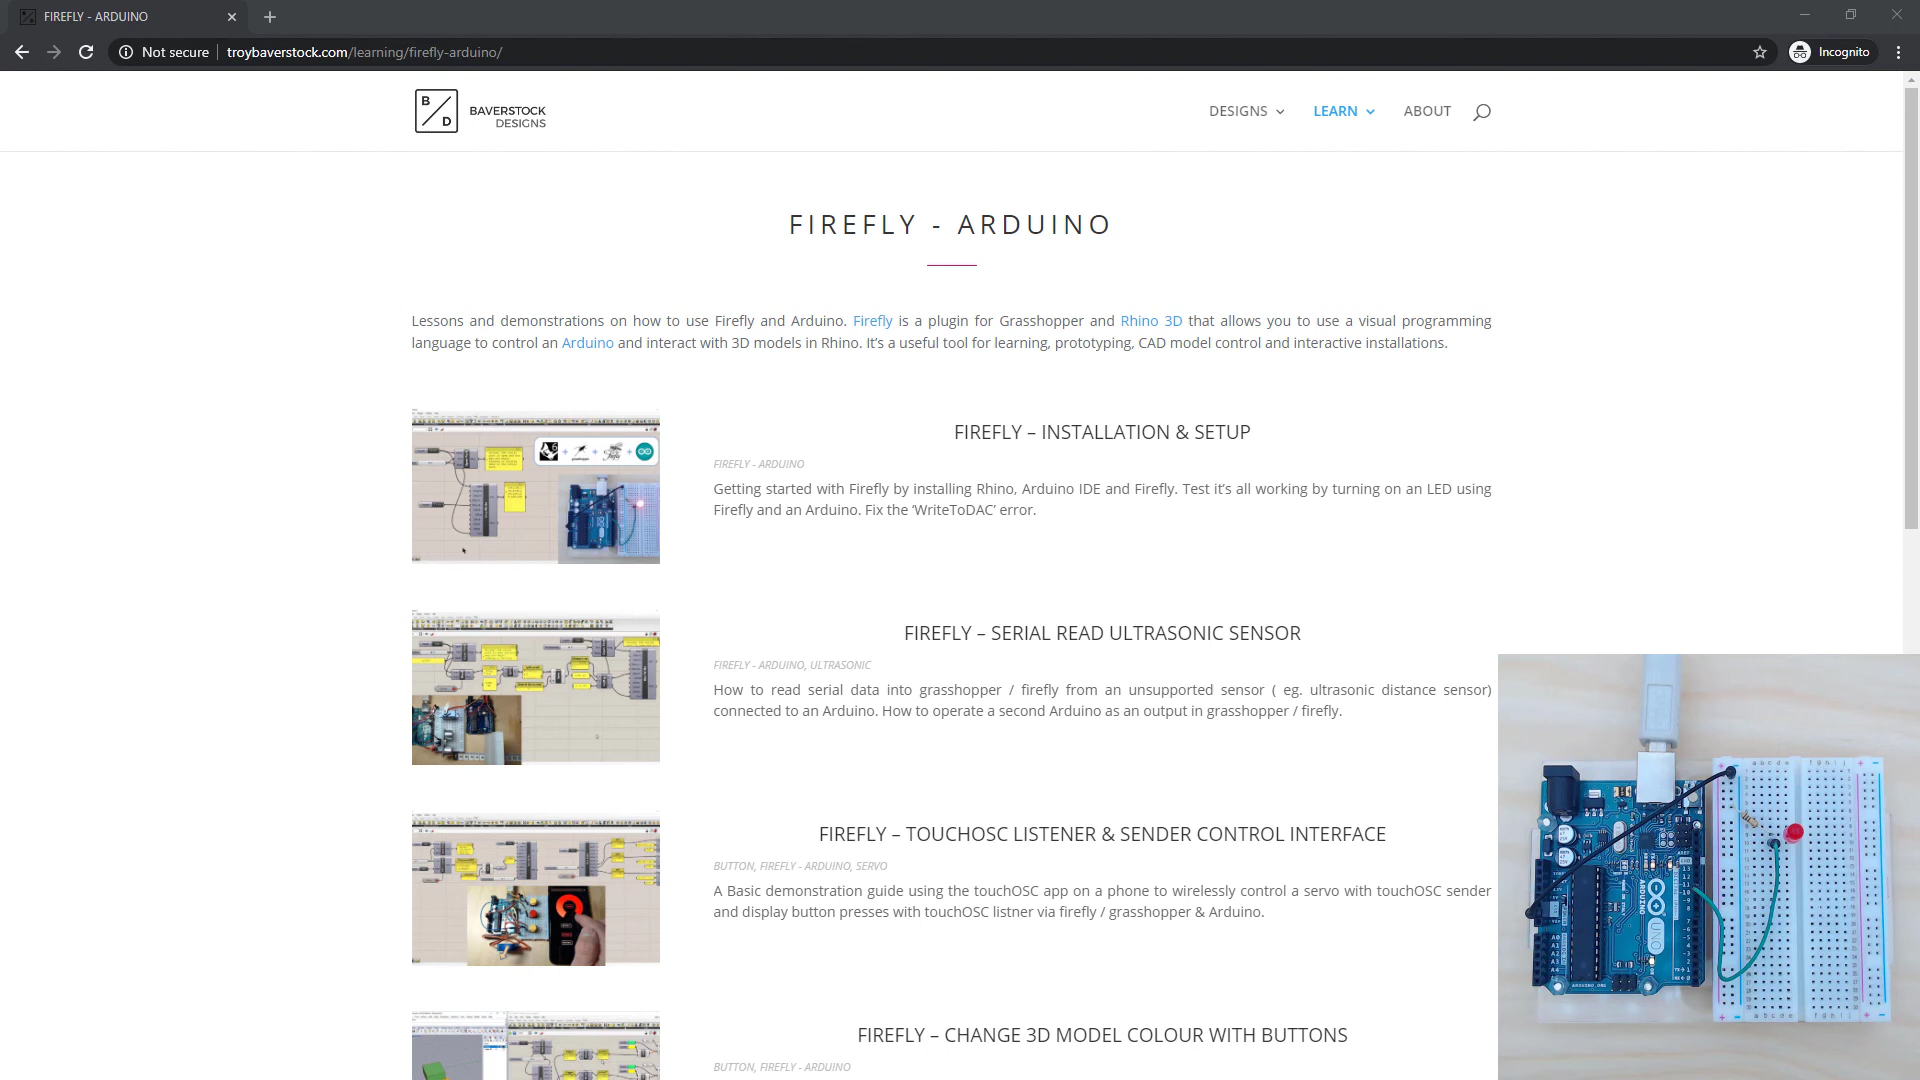 FIREFLY - ARDUINO
Not secure
troybaverstock.com/learning/firefly-arduino/
Incognito
B
D
BAVERSTOCK
DESIGNS
DESIGNS
LEARN
ABOUT
FIREFLY - ARDUINO
Lessons and demonstrations on how to use Firefly and Arduino. Firefly is a plugin for Grasshopper and Rhino 3D that allows you to use a visual programming
language to control an Arduino and interact with 3D models in Rhino. It's a useful tool for learning, prototyping, CAD model control and interactive installations.
FIREFLY – INSTALLATION & SETUP
FIREFLY - ARDUINO
Getting started with Firefly by installing Rhino, Arduino IDE and Firefly. Test it's all working by turning on an LED using
Firefly and an Arduino. Fix the ‘WriteToDAC’ error.
FIREFLY – SERIAL READ ULTRASONIC SENSOR
FIREFLY - ARDUINO, ULTRASONIC
How to read serial data into grasshopper / firefly from an unsupported sensor ( eg. ultrasonic distance sensor)
connected to an Arduino. How to operate a second Arduino as an output in grasshopper / firefly.
FIREFLY – TOUCHOSC LISTENER & SENDER CONTROL INTERFACE
BUTTON, FIREFLY - ARDUINO, SERVO
A Basic demonstration guide using the touchOSC app on a phone to wirelessly control a servo with touchOSC sender
and display button presses with touchOSC listner via firefly / grasshopper & Arduino.
FIREFLY – CHANGE 3D MODEL COLOUR WITH BUTTONS
BUTTON, FIREFLY - ARDUINO
ARDUINO
UNO